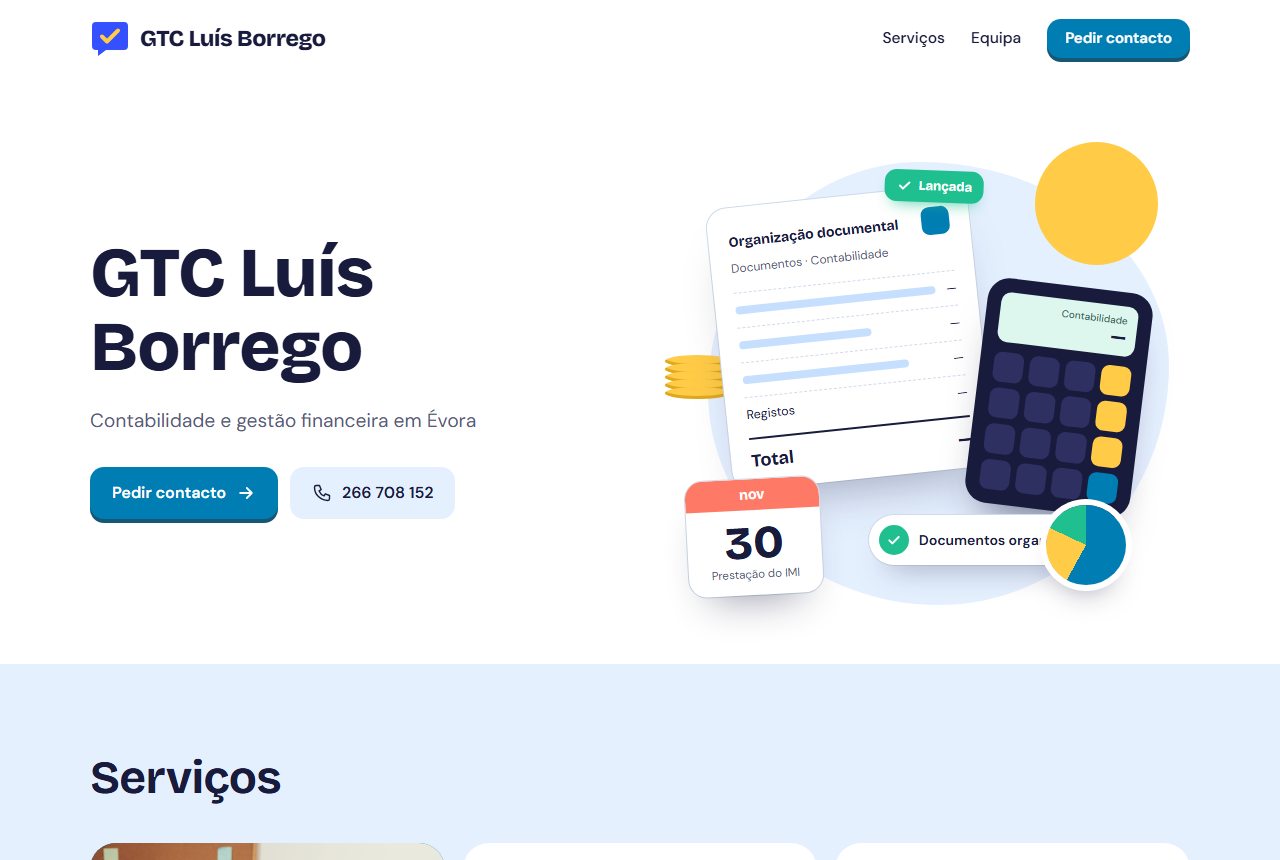 GTC Luís Borrego
Serviços
Equipa
Pedir contacto
Lançada
Organização documental
Documentos · Contabilidade
Contabilidade
GTC Luís
Borrego
Registos
Total
Contabilidade e gestão financeira em Évora
Pedir contacto
266 708 152
nov
30
Prestação do IMI
Documentos
Serviços